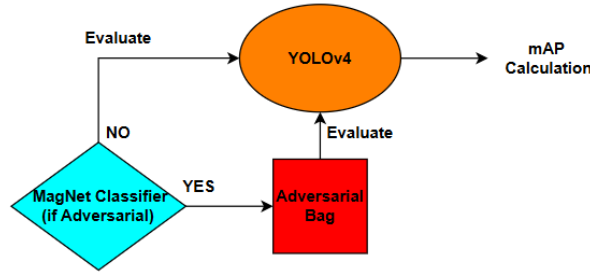 Evaluate
YOLOv4
mAP
Calculation
NO
Evaluate
MagNet Classifier
(if Adversarial)
YES
Adversarial
Bag